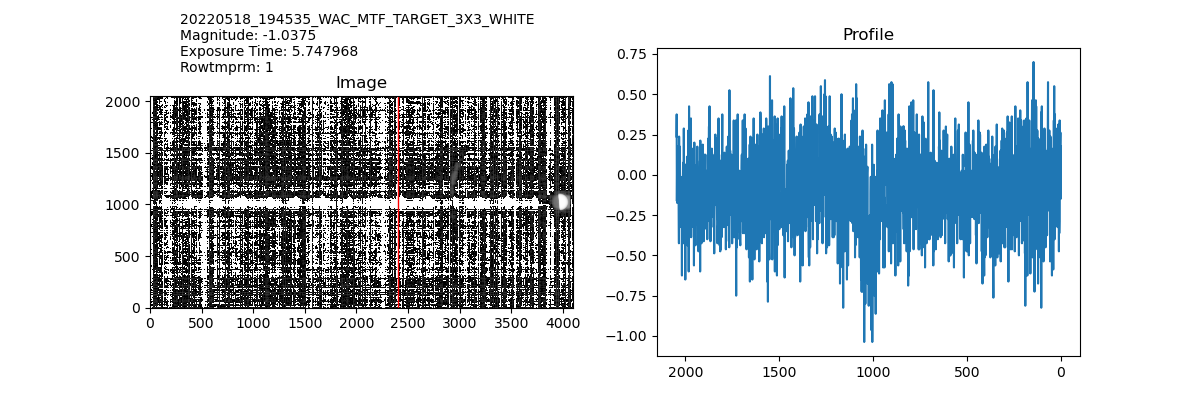 20220518_194535_WAC_MTF_TARGET_3X3_WHITE
Magnitude: -1.0375
Exposure Time: 5.747968
Rowtmprm: 1
Image
2000
1500
1000
500
0
0 500 1000 1500 2000 2500 3000 3500 4000
Profile
0.75
0.50
0.25
0.00
−0.25
−0.50
−0.75
−1.00
2000 1500 1000 500 0